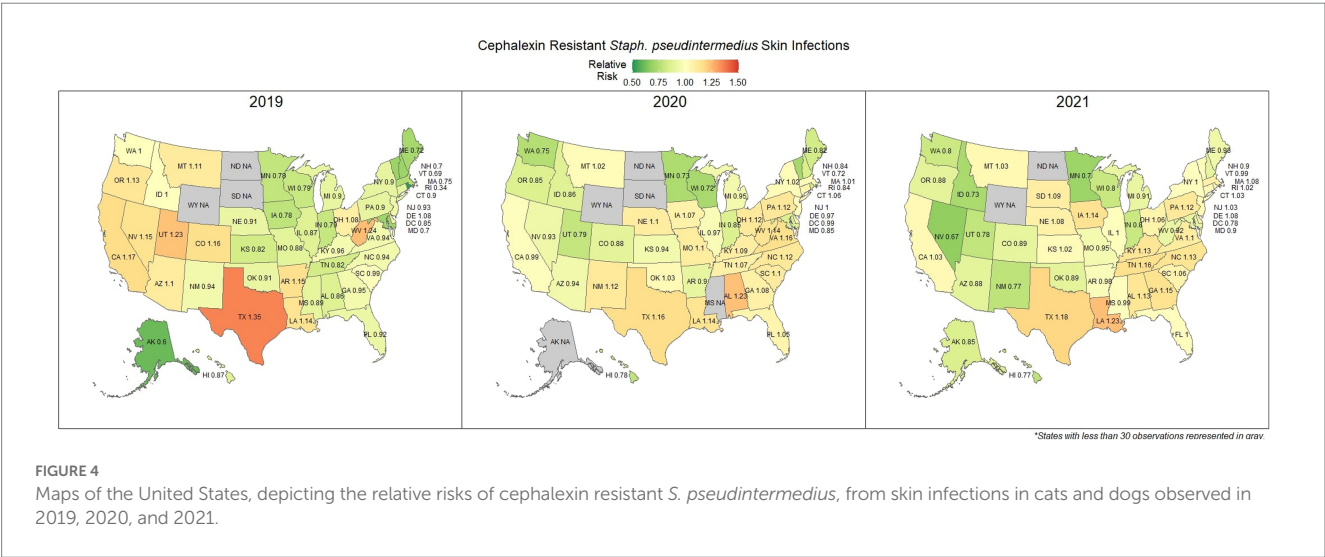 Cephalexin Resistant Staph. pseudintermedius Skin Infections
Relative
Risk
0.50 0.75 1.00 1.25 1.50
2019
WA 1
MT 1.11
ND NA
MN 0.79
ME 0.72
NH 0.7
VT 0.69
MA 0.75
RI 0.34
CT 0.9
OR 1.13
ID 1
SD NA
WI 0.79
NY 0.9
WY NA
MI 0.9
NJ 0.93
DE 1.08
DC 0.85
MD 0.7
NE 0.91
IA 0.78
PA 0.9
NV 1.15
UT 1.23
CO 1.16
KS 0.82
MO 0.88
IL 0.87
IN 0.79
OH 1.08
WV 1.24
VA 0.94
KY 0.96
CA 1.17
AZ 1.1
NM 0.94
OK 0.91
AR 1.15
TN 0.82
NC 0.94
SC 0.99
TX 1.35
LA 1.14
MS 0.89
AL 0.86
GA 0.95
FL 0.92
AK 0.6
HI 0.87
2020
WA 0.75
MT 1.02
ND NA
MN 0.73
ME 0.82
NH 0.84
VT 0.72
MA 1.01
RI 0.84
CT 1.06
OR 0.85
ID 0.86
SD NA
WI 0.72
NY 1.02
WY NA
MI 0.95
NJ 1
DE 0.97
DC 0.99
MD 0.85
NE 1.1
IA 1.07
PA 1.12
NV 0.93
UT 0.79
CO 0.88
KS 0.94
MO 1.1
IL 0.97
OH 1.12
WV 1.14
VA 1.16
KY 1.09
CA 0.99
AZ 0.94
NM 1.12
OK 1.03
AR 0.9
TN 1.07
NC 1.12
SC 1.1
TX 1.16
LA 1.14
MS NA
AL 1.23
GA 1.08
FL 1.05
AK NA
HI 0.78
2021
WA 0.8
MT 1.03
ND NA
MN 0.7
NH 0.9
VT 0.99
MA 1.08
RI 1.02
CT 1.03
OR 0.88
ID 0.73
SD 1.09
WI 0.8
NY 1
WY NA
MI 0.91
NJ 1.03
DE 1.08
DC 0.78
MD 0.9
NE 1.08
IA 1.14
PA 1.12
NV 0.67
UT 0.78
CO 0.89
KS 1.02
MO 0.95
OH 1.06
WV 0.92
VA 1.1
KY 1.13
CA 1.03
AZ 0.88
NM 0.77
OK 0.89
AR 0.98
TN 1.16
NC 1.13
SC 1.06
TX 1.18
LA 1.23
MS 0.99
AL 1.13
GA 1.15
FL 1
AK 0.85
HI 0.77
*States with less than 30 observations represented in gray.
FIGURE 4
Maps of the United States, depicting the relative risks of cephalexin resistant S. pseudintermedius, from skin infections in cats and dogs observed in
2019, 2020, and 2021.